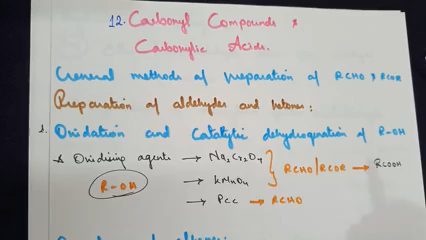 12. Carbonyl Compounds &
Carboxylic Acids.
General methods of preparation of RCHO & RCOR
Preparation of aldehydes and ketones:
1. Oxidation and Catalytic dehydrogenation of R-OH
* Oxidising agents → Na₂Cr₂O₇
R-OH → KMnO₄ } RCHO/RCOR → RCOOH
→ PCC → RCHO